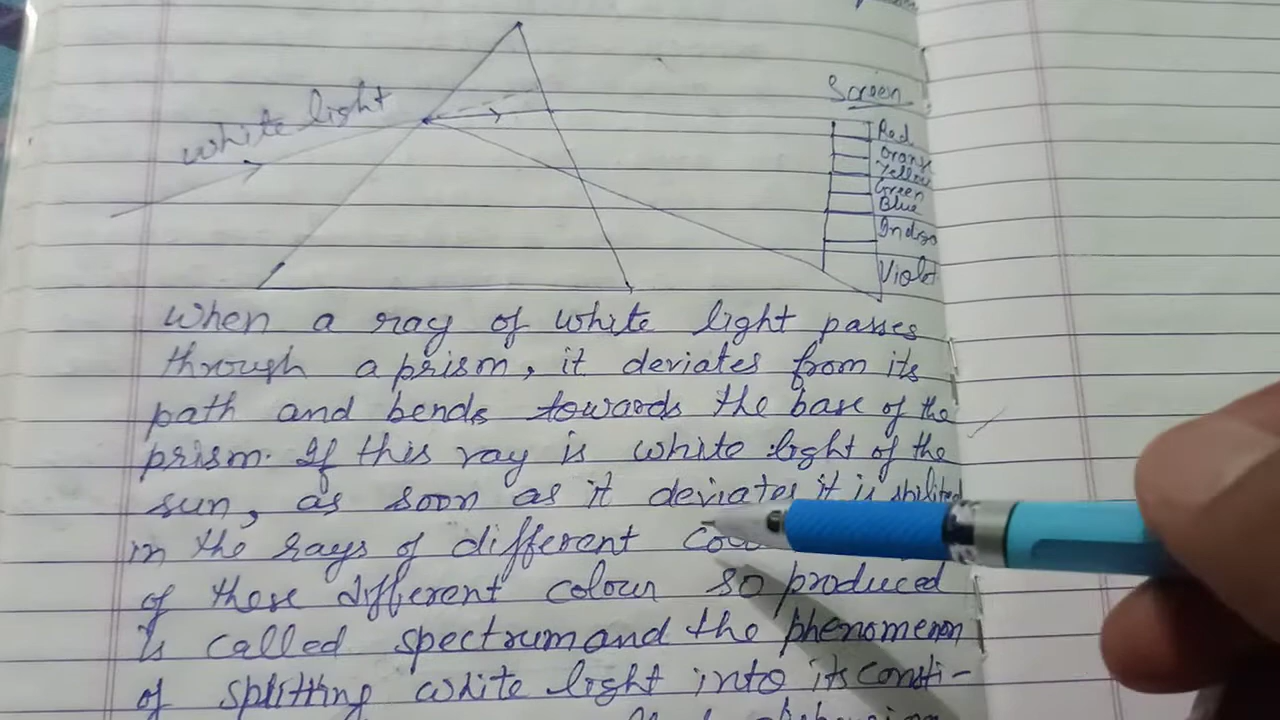 Screen
white light
Red
Orange
Yellow
Green
Blue
Indigo
Violet
When a ray of white light passes
through a prism, it deviates from its
path and bends towards the base of the
prism. If this ray is white light of the
sun, as soon as it deviates it is
in the rays of different
of these different colour so produced
is called spectrum and the phenomenon
of splitting white light into its consti-